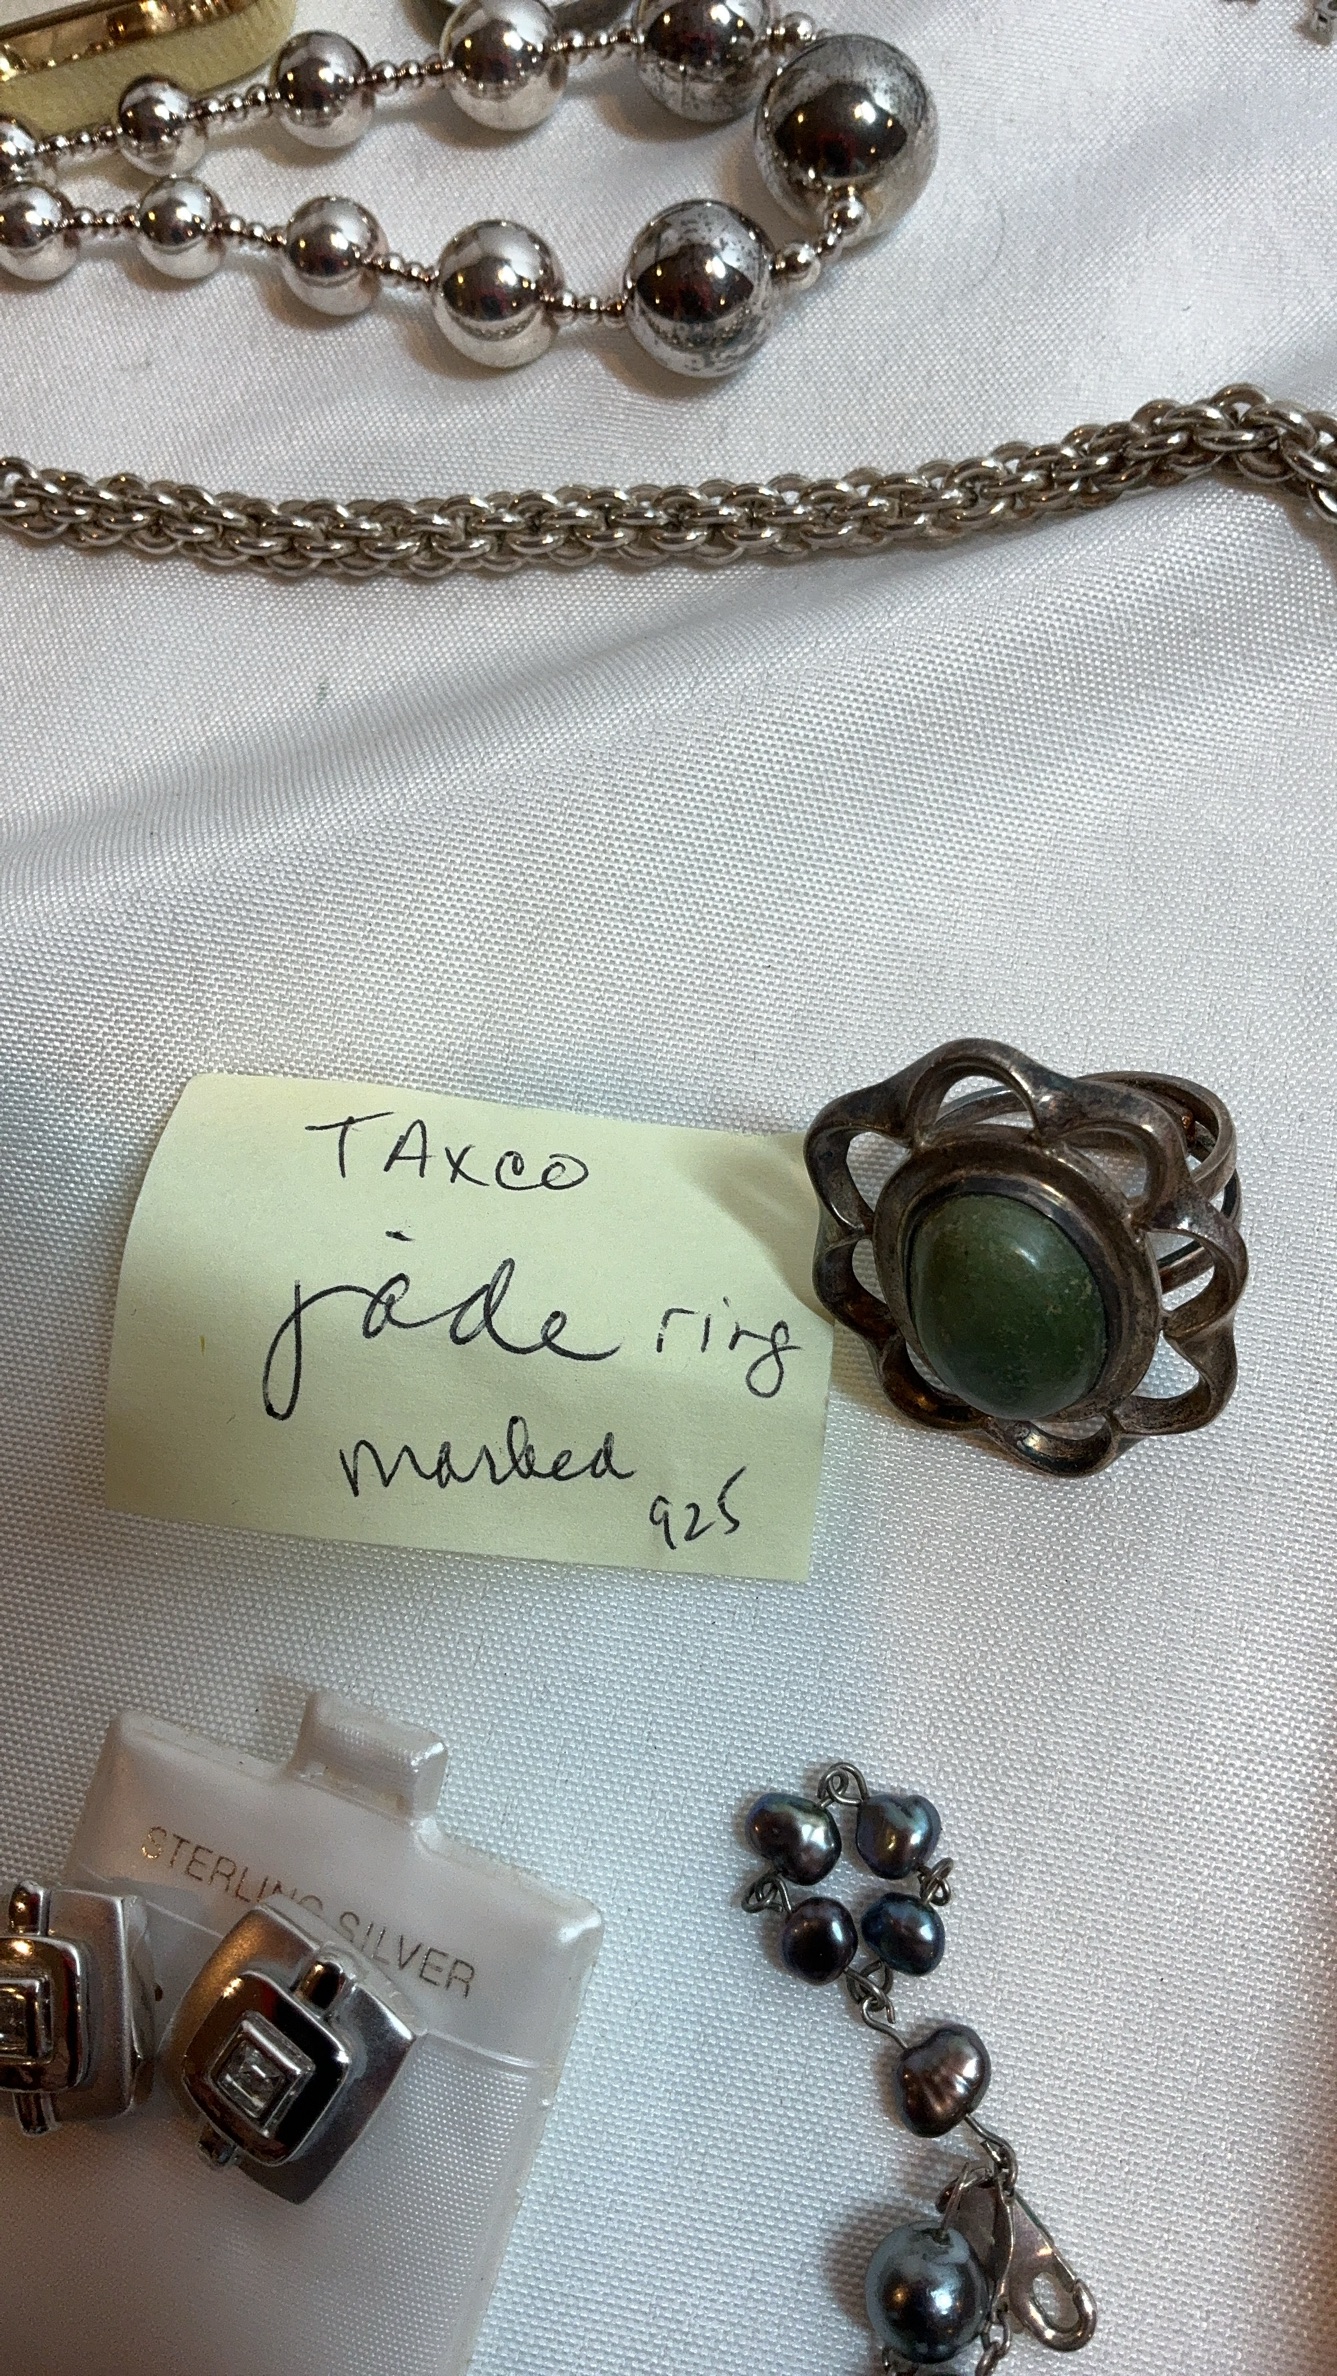 TAxco
jade ring
marked
925
STERLING SILVER